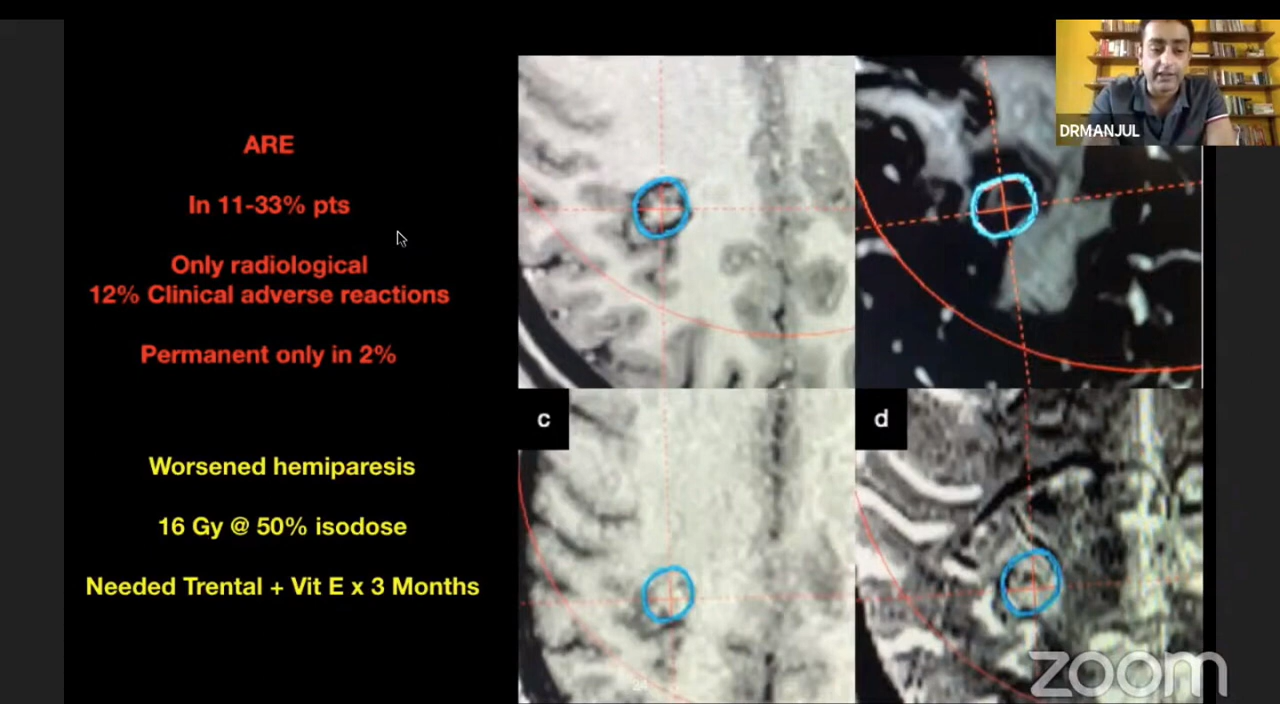 ARE
In 11-33% pts
Only radiological
12% Clinical adverse reactions
Permanent only in 2%
Worsened hemiparesis
16 Gy @ 50% isodose
Needed Trental + Vit E x 3 Months
c
d
DRMANJUL
zoom